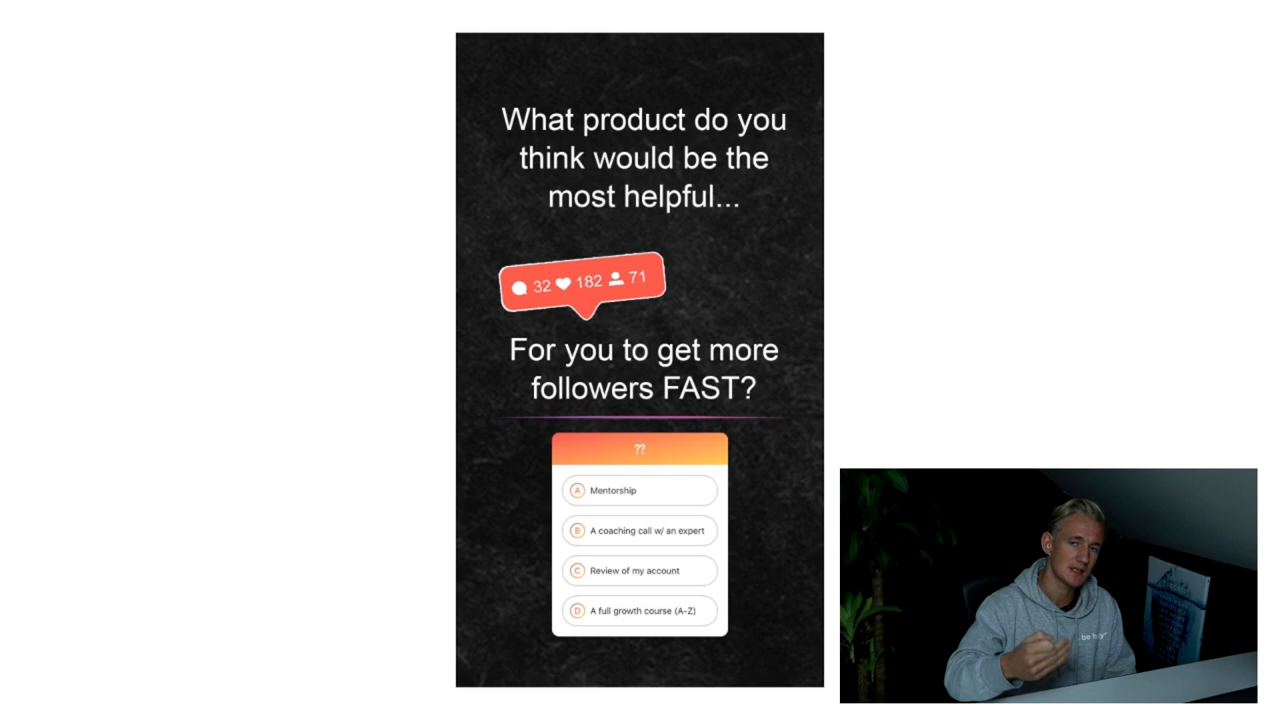 What product do you
think would be the
most helpful...
32 182 71
For you to get more
followers FAST?
??
A Mentorship
B A coaching call w/ an expert
C Review of my account
D A full growth course (A-Z)
be